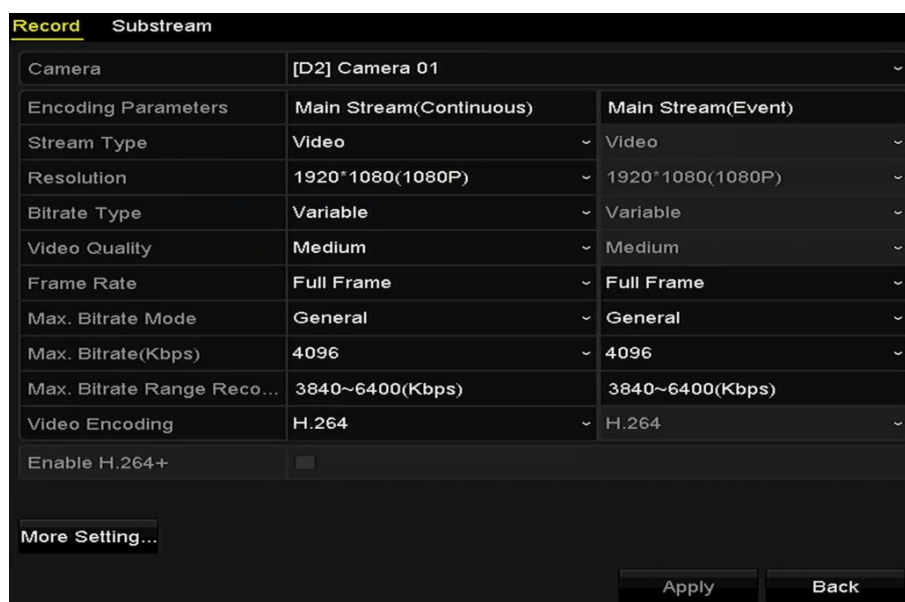 Record Substream
Camera [D2] Camera 01
Encoding Parameters Main Stream(Continuous) Main Stream(Event)
Stream Type Video Video
Resolution 1920*1080(1080P) 1920*1080(1080P)
Bitrate Type Variable Variable
Video Quality Medium Medium
Frame Rate Full Frame Full Frame
Max. Bitrate Mode General General
Max. Bitrate(Kbps) 4096 4096
Max. Bitrate Range Reco... 3840~6400(Kbps) 3840~6400(Kbps)
Video Encoding H.264 H.264
Enable H.264+
More Setting...
Apply Back